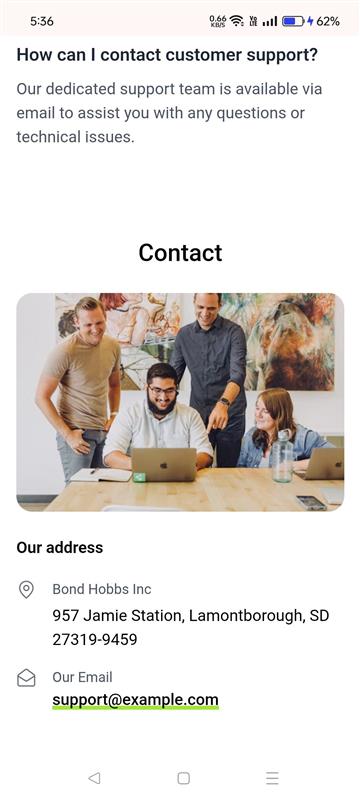 5:36
0.66
KB/S
Vo
LTE
62%
How can I contact customer support?
Our dedicated support team is available via
email to assist you with any questions or
technical issues.
Contact
Our address
Bond Hobbs Inc
957 Jamie Station, Lamontborough, SD
27319-9459
Our Email
support@example.com